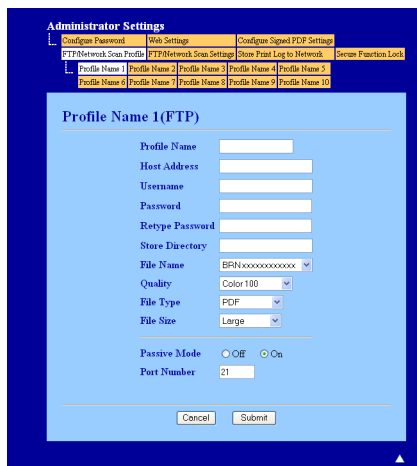 Administrator Settings
Configure Password Web Settings Configure Signed PDF Settings
FTP/Network Scan Profile FTP/Network Scan Settings Store Print Log to Network Secure Function Lock
Profile Name 1 Profile Name 2 Profile Name 3 Profile Name 4 Profile Name 5
Profile Name 6 Profile Name 7 Profile Name 8 Profile Name 9 Profile Name 10
Profile Name 1(FTP)
Profile Name
Host Address
Username
Password
Retype Password
Store Directory
File Name BRNxxxxxxxxxxxx
Quality Color 100
File Type PDF
File Size Large
Passive Mode Off On
Port Number 21
Cancel Submit